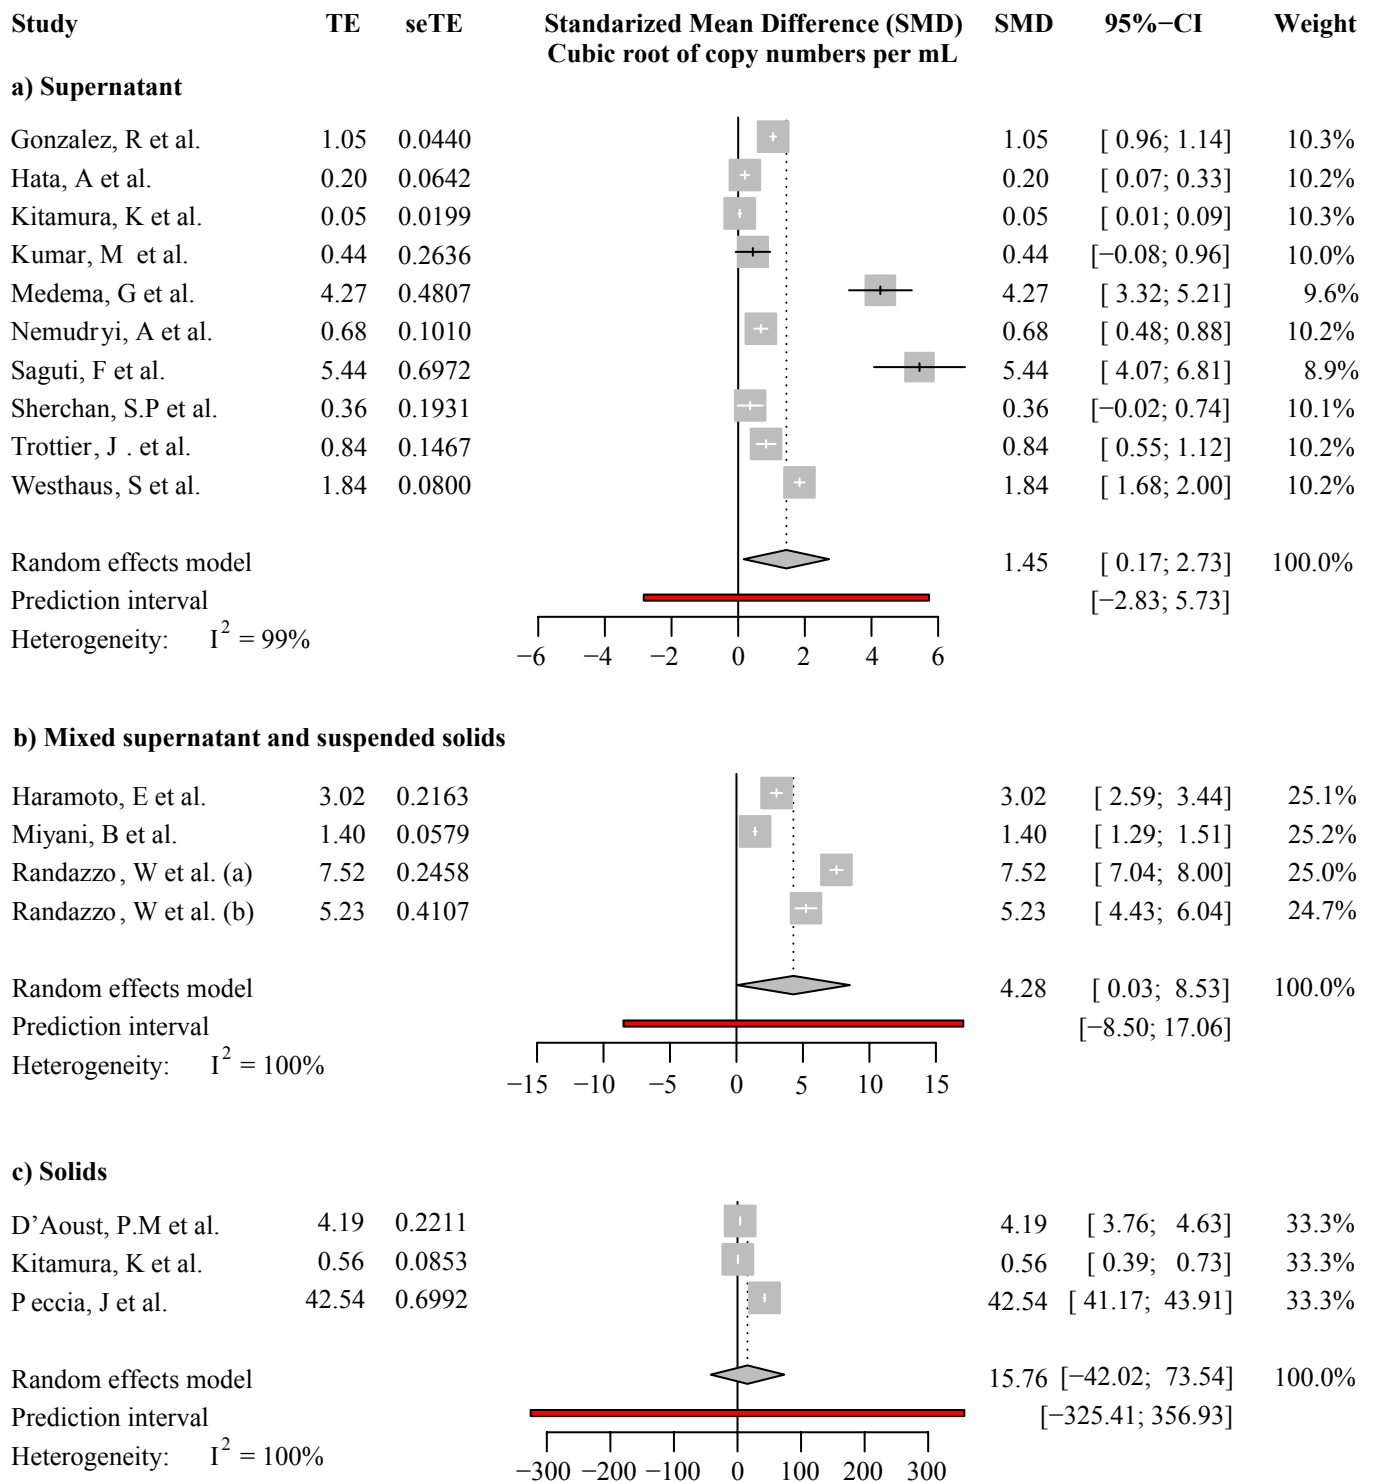 Study TE seTE Standarized Mean Difference (SMD) SMD 95%−CI Weight
Cubic root of copy numbers per mL
a) Supernatant
Gonzalez, R et al. 1.05 0.0440 1.05 [ 0.96; 1.14] 10.3%
Hata, A et al. 0.20 0.0642 0.20 [ 0.07; 0.33] 10.2%
Kitamura, K et al. 0.05 0.0199 0.05 [ 0.01; 0.09] 10.3%
Kumar, M et al. 0.44 0.2636 0.44 [−0.08; 0.96] 10.0%
Medema, G et al. 4.27 0.4807 4.27 [ 3.32; 5.21] 9.6%
Nemudryi, A et al. 0.68 0.1010 0.68 [ 0.48; 0.88] 10.2%
Saguti, F et al. 5.44 0.6972 5.44 [ 4.07; 6.81] 8.9%
Sherchan, S.P et al. 0.36 0.1931 0.36 [−0.02; 0.74] 10.1%
Trottier, J . et al. 0.84 0.1467 0.84 [ 0.55; 1.12] 10.2%
Westhaus, S et al. 1.84 0.0800 1.84 [ 1.68; 2.00] 10.2%
Random effects model 1.45 [ 0.17; 2.73] 100.0%
Prediction interval [−2.83; 5.73]
Heterogeneity: I² = 99%
−6 −4 −2 0 2 4 6
b) Mixed supernatant and suspended solids
Haramoto, E et al. 3.02 0.2163 3.02 [ 2.59; 3.44] 25.1%
Miyani, B et al. 1.40 0.0579 1.40 [ 1.29; 1.51] 25.2%
Randazzo, W et al. (a) 7.52 0.2458 7.52 [ 7.04; 8.00] 25.0%
Randazzo, W et al. (b) 5.23 0.4107 5.23 [ 4.43; 6.04] 24.7%
Random effects model 4.28 [ 0.03; 8.53] 100.0%
Prediction interval [−8.50; 17.06]
Heterogeneity: I² = 100%
−15 −10 −5 0 5 10 15
c) Solids
D’Aoust, P.M et al. 4.19 0.2211 4.19 [ 3.76; 4.63] 33.3%
Kitamura, K et al. 0.56 0.0853 0.56 [ 0.39; 0.73] 33.3%
P eccia, J et al. 42.54 0.6992 42.54 [ 41.17; 43.91] 33.3%
Random effects model 15.76 [−42.02; 73.54] 100.0%
Prediction interval [−325.41; 356.93]
Heterogeneity: I² = 100%
−300 −200 −100 0 100 200 300